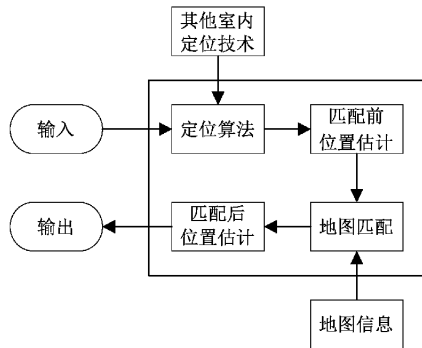 其他室内
定位技术
输入
定位算法
匹配前
位置估计
输出
匹配后
位置估计
地图匹配
地图信息